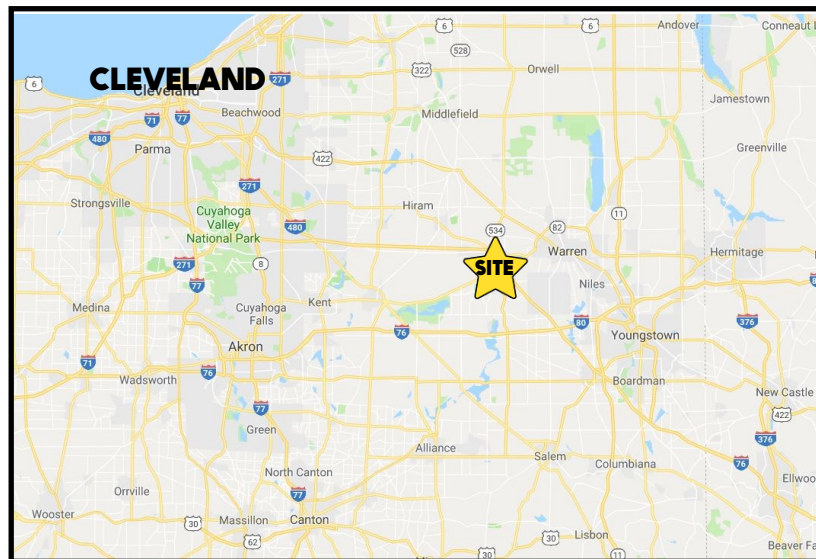 6
6
Andover
Conneaut L
528
322
Orwell
CLEVELAND
271
6
Cleveland
Jamestown
Beachwood
Middlefield
71
77
480
Parma
Greenville
422
271
Strongsville
Hiram
11
Cuyahoga
Valley
National Park
480
534
82
8
Warren
Hermitage
271
SITE
77
Niles
Medina
Cuyahoga
Falls
Kent
80
376
76
Youngstown
Akron
71
76
Wadsworth
Boardman
77
New Castle
422
Green
376
Alliance
Salem
Columbiana
76
North Canton
Ellwo
77
Orrville
Wooster
30
Massillon
Canton
Lisbon
62
30
30
11
Beaver Fa